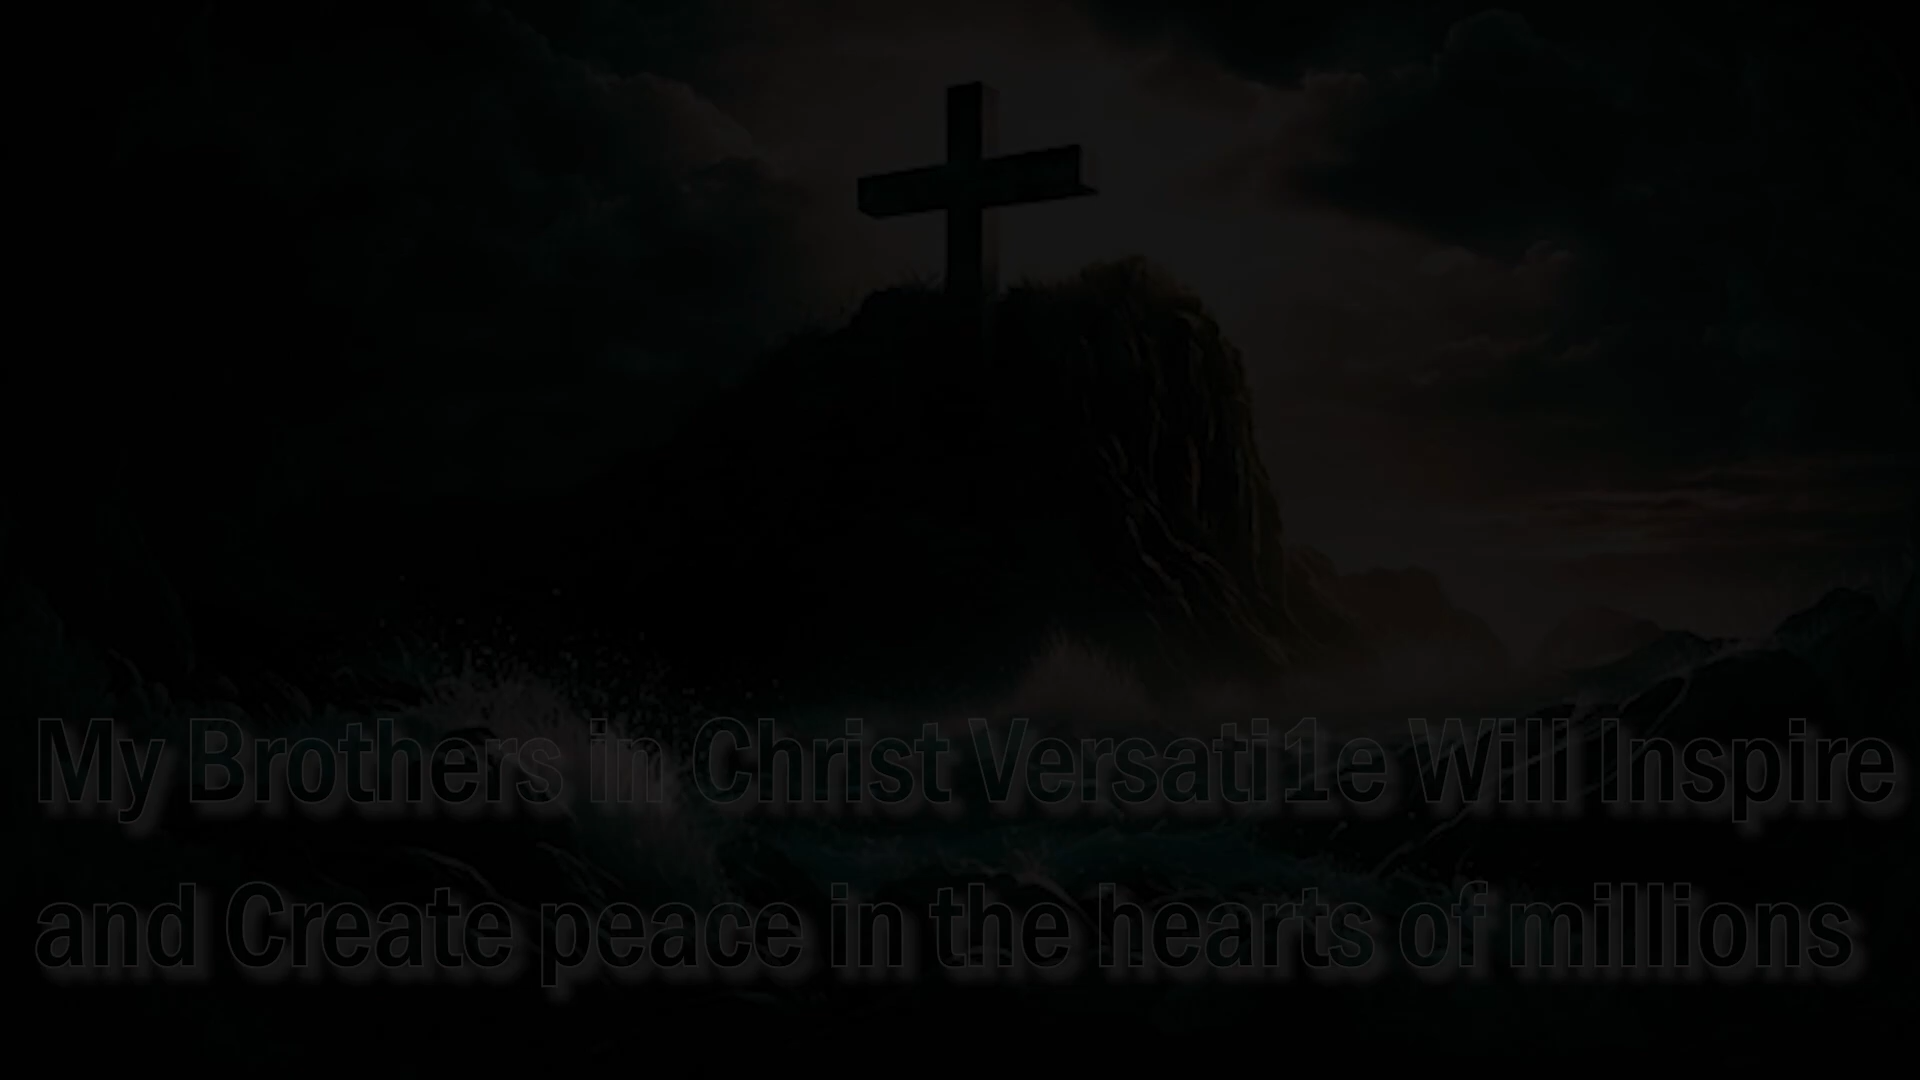 My Brothers in Christ Versati1e Will Inspire
and Create peace in the hearts of millions